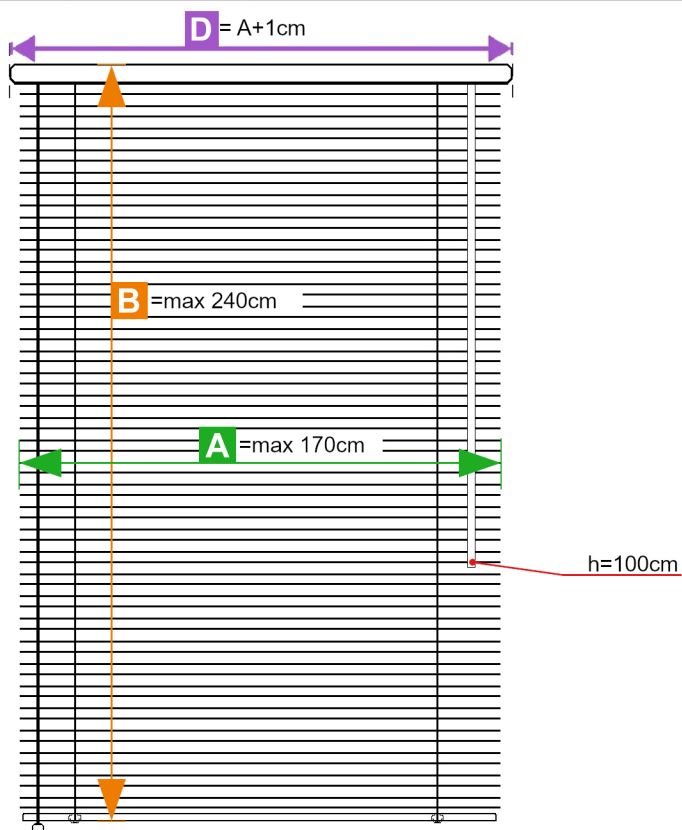 D = A+1cm
B =max 240cm
A =max 170cm
h=100cm